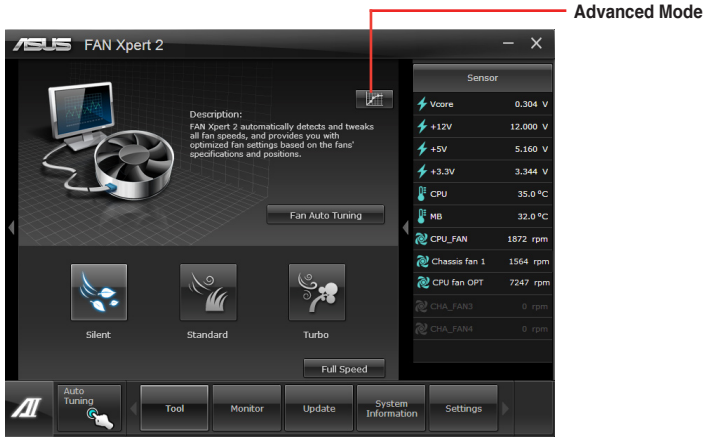 Advanced Mode
ASUS FAN Xpert 2
Description:
FAN Xpert 2 automatically detects and tweaks
all fan speeds, and provides you with
optimized fan settings based on the fans'
specifications and positions.
Fan Auto Tuning
Silent
Standard
Turbo
Full Speed
Sensor
Vcore 0.304 V
+12V 12.000 V
+5V 5.160 V
+3.3V 3.344 V
CPU 35.0 ºC
MB 32.0 ºC
CPU_FAN 1872 rpm
Chassis fan 1 1564 rpm
CPU fan OPT 7247 rpm
CHA_FAN3 0 rpm
CHA_FAN4 0 rpm
Auto
Tuning
Tool
Monitor
Update
System
Information
Settings